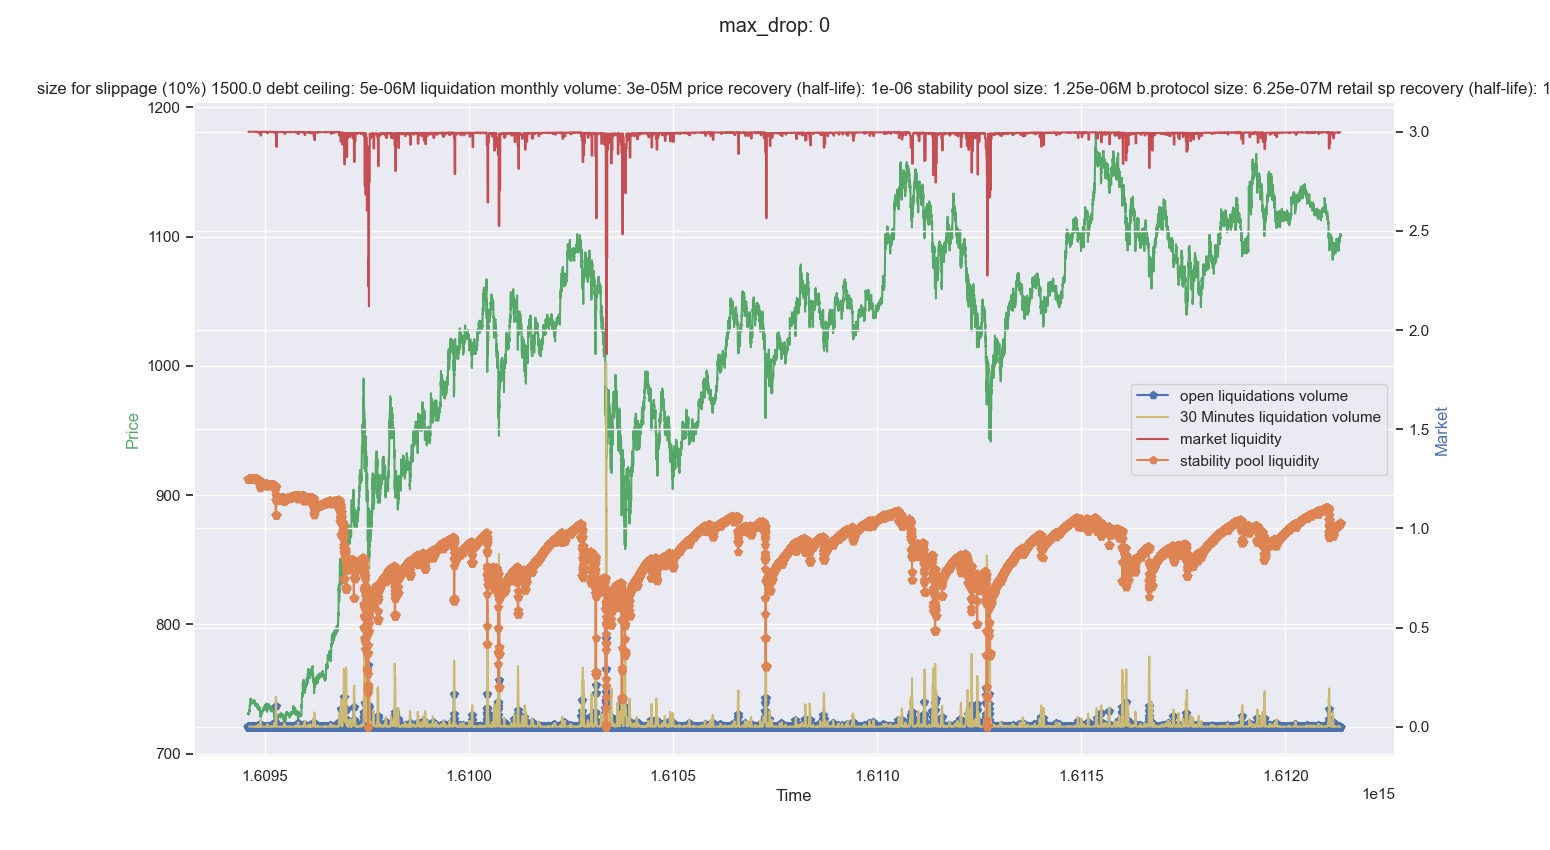 max_drop: 0
size for slippage (10%) 1500.0 debt ceiling: 5e-06M liquidation monthly volume: 3e-05M price recovery (half-life): 1e-06 stability pool size: 1.25e-06M b.protocol size: 6.25e-07M retail sp recovery (half-life): 1
1200
1100
1000
900
800
700
Price
3.0
2.5
2.0
1.5
1.0
0.5
0.0
Market
open liquidations volume
30 Minutes liquidation volume
market liquidity
stability pool liquidity
1.6095 1.6100 1.6105 1.6110 1.6115 1.6120
Time
1e15